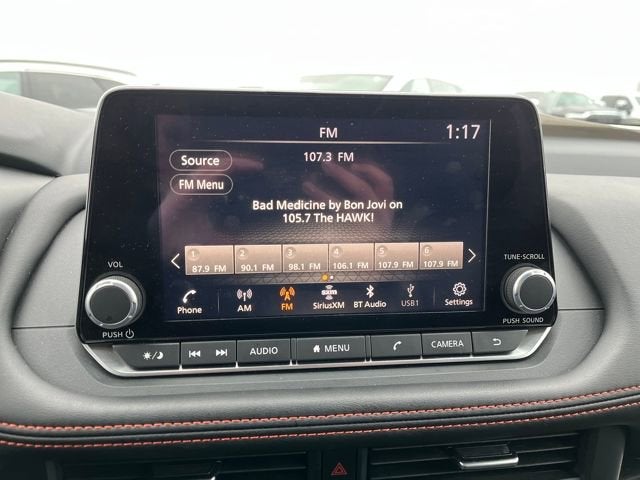 FM
1:17
Source
107.3 FM
FM Menu
Bad Medicine by Bon Jovi on
105.7 The HAWK!
1 2 3 4 5 6
87.9 FM 90.1 FM 98.1 FM 106.1 FM 107.9 FM 107.9 FM
VOL
TUNE·SCROLL
Phone AM FM SiriusXM BT Audio USB1 Settings
sxm
PUSH
PUSH SOUND
AUDIO MENU CAMERA